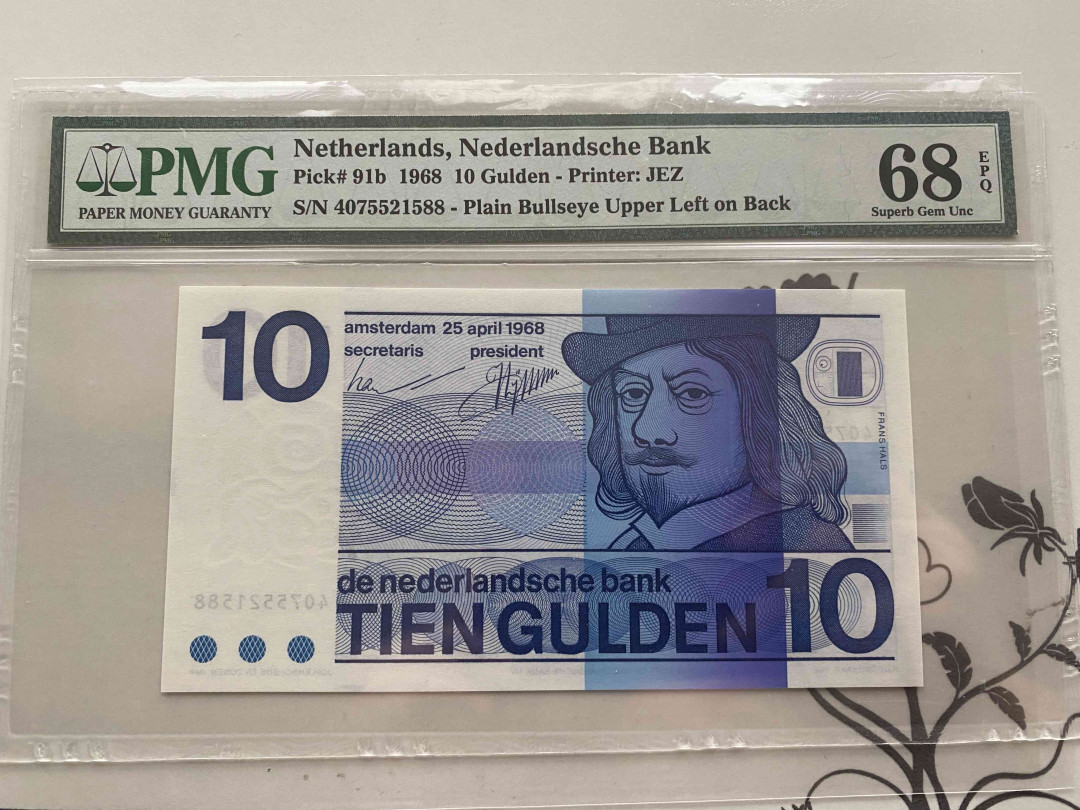 PMG
PAPER MONEY GUARANTY
Netherlands, Nederlandsche Bank
Pick# 91b 1968 10 Gulden - Printer: JEZ
S/N 4075521588 - Plain Bullseye Upper Left on Back
68
EPQ
Superb Gem Unc
10
amsterdam 25 april 1968
secretaris president
FRANS HALS
de nederlandsche bank
4075521588
TIEN GULDEN 10